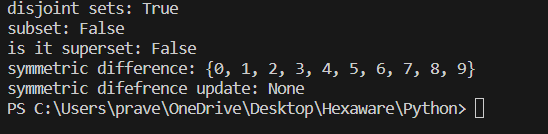 disjoint sets: True
subset: False
is it superset: False
symmetric difference: {0, 1, 2, 3, 4, 5, 6, 7, 8, 9}
symmetric difefrence update: None
PS C:\Users\prave\OneDrive\Desktop\Hexaware\Python>